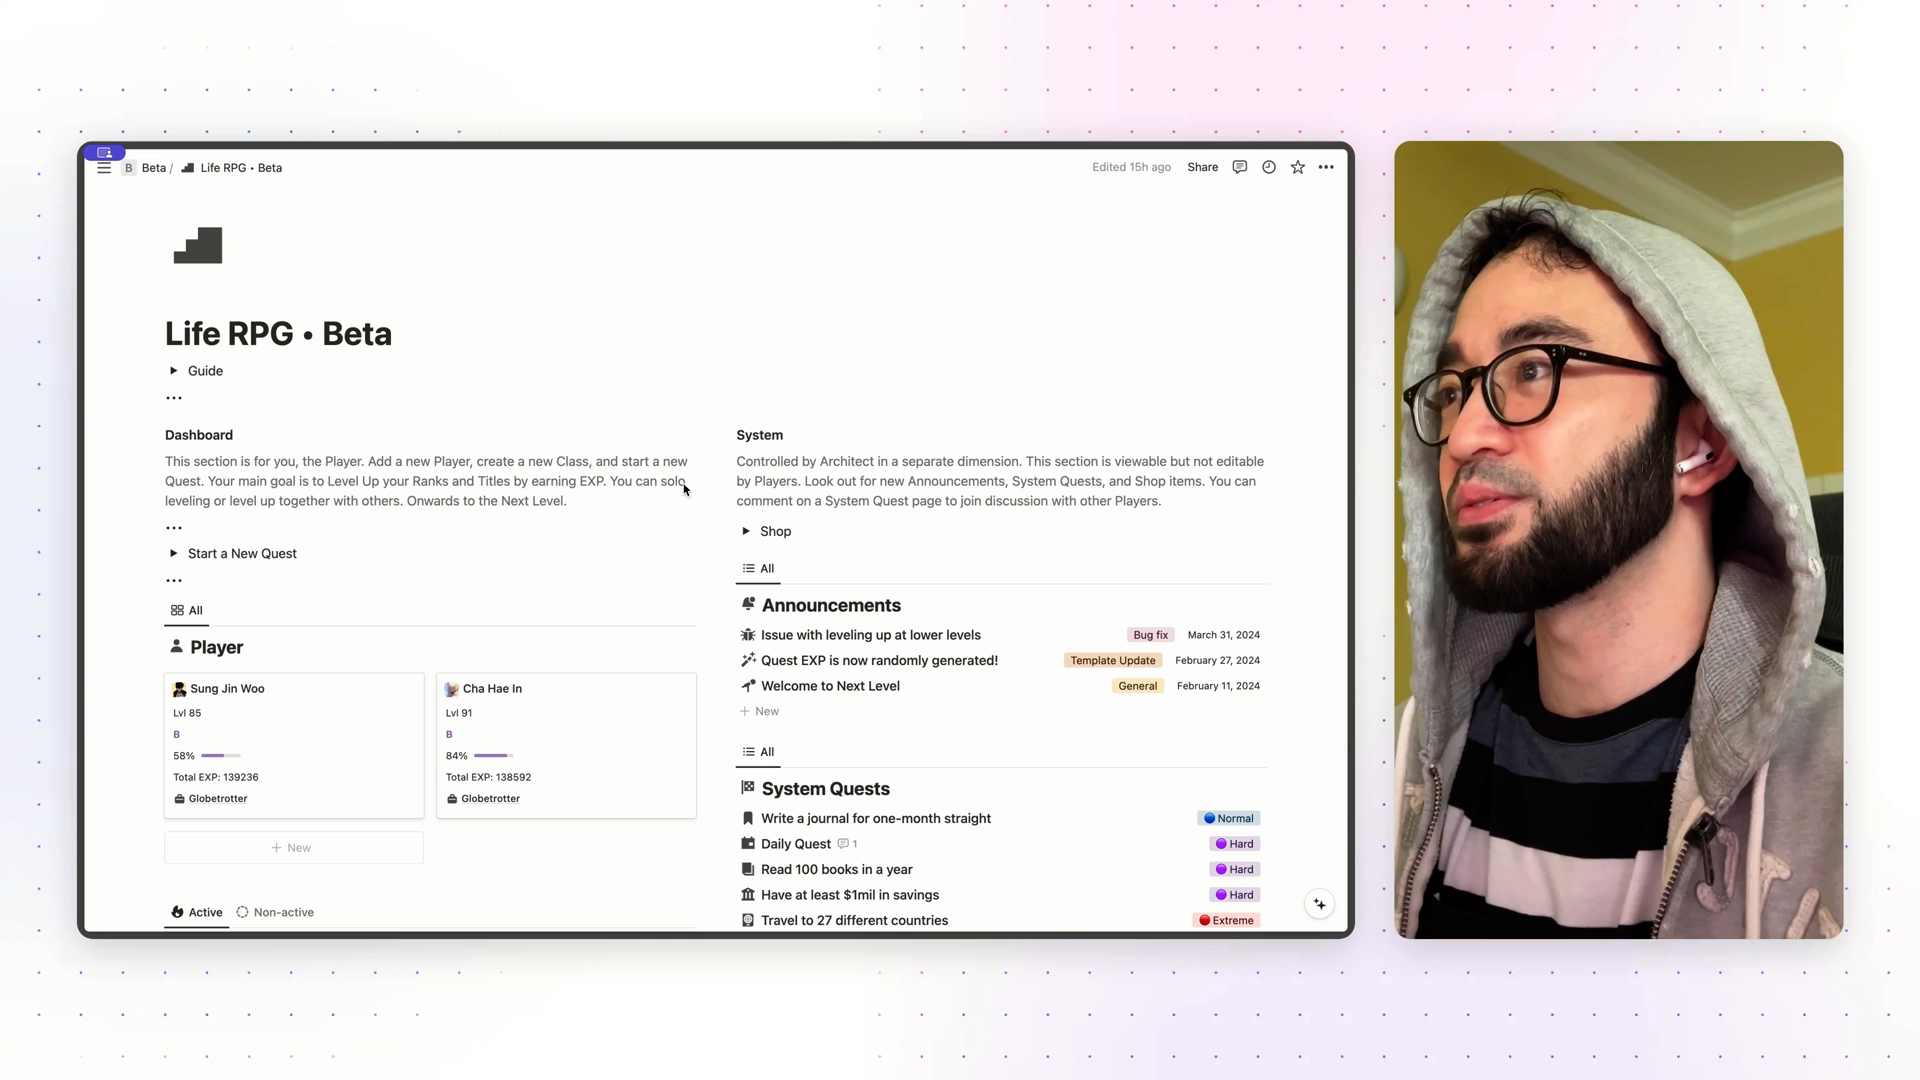 B Beta / Life RPG • Beta
Edited 15h ago Share
Life RPG • Beta
Guide
Dashboard
This section is for you, the Player. Add a new Player, create a new Class, and start a new
Quest. Your main goal is to Level Up your Ranks and Titles by earning EXP. You can solo
leveling or level up together with others. Onwards to the Next Level.
Start a New Quest
All
Player
Sung Jin Woo
Lvl 85
B
58%
Total EXP: 139236
Globetrotter
Cha Hae In
Lvl 91
B
84%
Total EXP: 138592
Globetrotter
+ New
Active Non-active
System
Controlled by Architect in a separate dimension. This section is viewable but not editable
by Players. Look out for new Announcements, System Quests, and Shop items. You can
comment on a System Quest page to join discussion with other Players.
Shop
All
Announcements
Issue with leveling up at lower levels Bug fix March 31, 2024
Quest EXP is now randomly generated! Template Update February 27, 2024
Welcome to Next Level General February 11, 2024
+ New
All
System Quests
Write a journal for one-month straight Normal
Daily Quest 1 Hard
Read 100 books in a year Hard
Have at least $1mil in savings Hard
Travel to 27 different countries Extreme